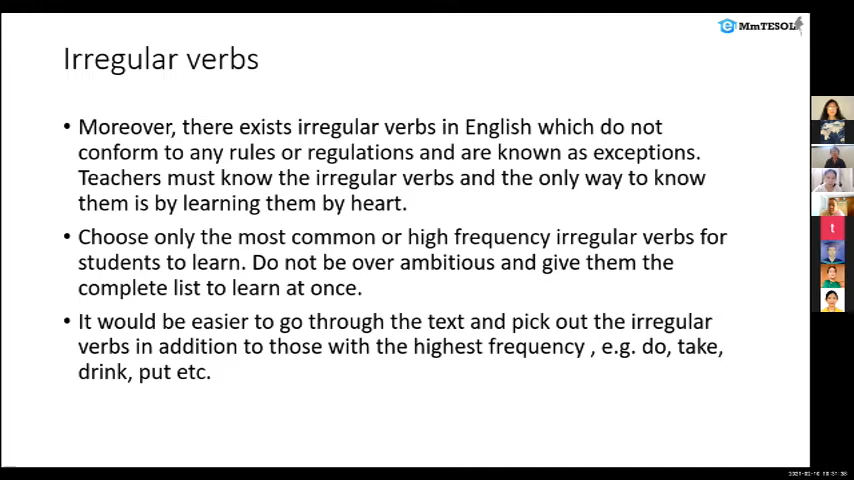 MmTESOL
Irregular verbs
• Moreover, there exists irregular verbs in English which do not
conform to any rules or regulations and are known as exceptions.
Teachers must know the irregular verbs and the only way to know
them is by learning them by heart.
• Choose only the most common or high frequency irregular verbs for
students to learn. Do not be over ambitious and give them the
complete list to learn at once.
• It would be easier to go through the text and pick out the irregular
verbs in addition to those with the highest frequency , e.g. do, take,
drink, put etc.
t